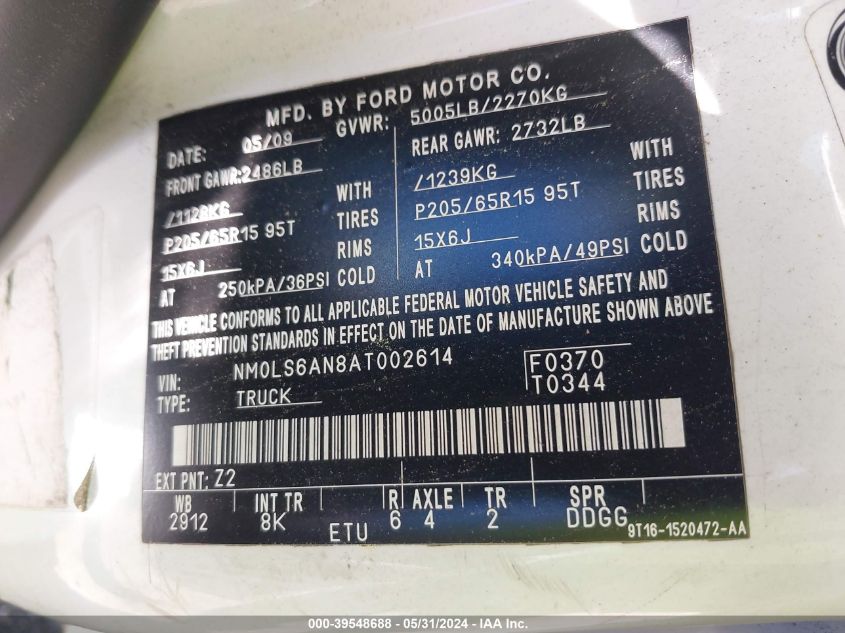 MFD. BY FORD MOTOR CO.
DATE: 05/09 GVWR: 5005LB/2270KG
FRONT GAWR: 2486LB REAR GAWR: 2732LB
/1128KG WITH /1239KG WITH
P205/65R15 95T TIRES P205/65R15 95T TIRES
15X6J RIMS 15X6J RIMS
AT 250kPA/36PSI COLD AT 340kPA/49PSI COLD
THIS VEHICLE CONFORMS TO ALL APPLICABLE FEDERAL MOTOR VEHICLE SAFETY AND
THEFT PREVENTION STANDARDS IN EFFECT ON THE DATE OF MANUFACTURE SHOWN ABOVE
VIN: NM0LS6AN8AT002614 F0370
TYPE: TRUCK T0344
EXT PNT: Z2
WB INT TR R AXLE TR SPR
2912 8K ETU 6 4 2 DDGG
9T16-1520472-AA
000-39548688 - 05/31/2024 - IAA Inc.